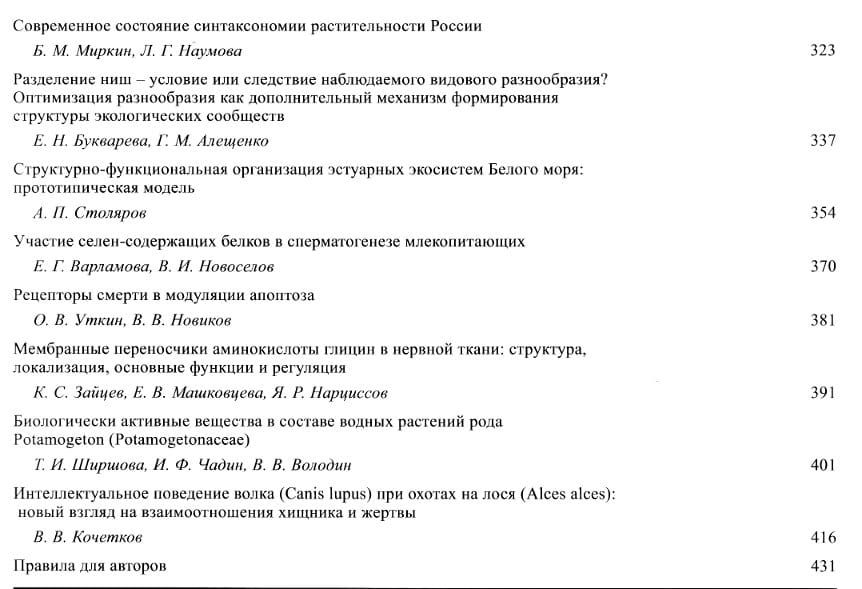 Современное состояние синтаксономии растительности России
Б. М. Миркин, Л. Г. Наумова 323
Разделение ниш – условие или следствие наблюдаемого видового разнообразия?
Оптимизация разнообразия как дополнительный механизм формирования
структуры экологических сообществ
Е. Н. Букварева, Г. М. Алещенко 337
Структурно-функциональная организация эстуарных экосистем Белого моря:
прототипическая модель
А. П. Столяров 354
Участие селен-содержащих белков в сперматогенезе млекопитающих
Е. Г. Варламова, В. И. Новоселов 370
Рецепторы смерти в модуляции апоптоза
О. В. Уткин, В. В. Новиков 381
Мембранные переносчики аминокислоты глицин в нервной ткани: структура,
локализация, основные функции и регуляция
К. С. Зайцев, Е. В. Машковцева, Я. Р. Нарциссов 391
Биологически активные вещества в составе водных растений рода
Potamogeton (Potamogetonaceae)
Т. И. Ширшова, И. Ф. Чадин, В. В. Володин 401
Интеллектуальное поведение волка (Canis lupus) при охотах на лося (Alces alces):
новый взгляд на взаимоотношения хищника и жертвы
В. В. Кочетков 416
Правила для авторов 431